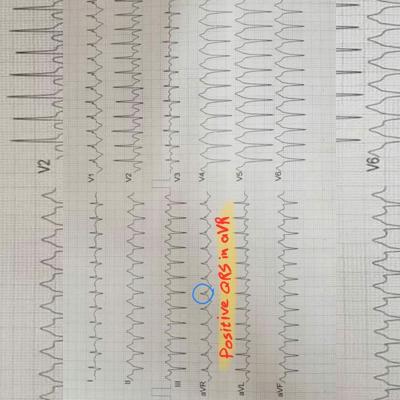 V2
V1
V2
V3
V4
V5
V6
V6
I
II
III
aVR
Positive QRS in aVR
aVL
aVF